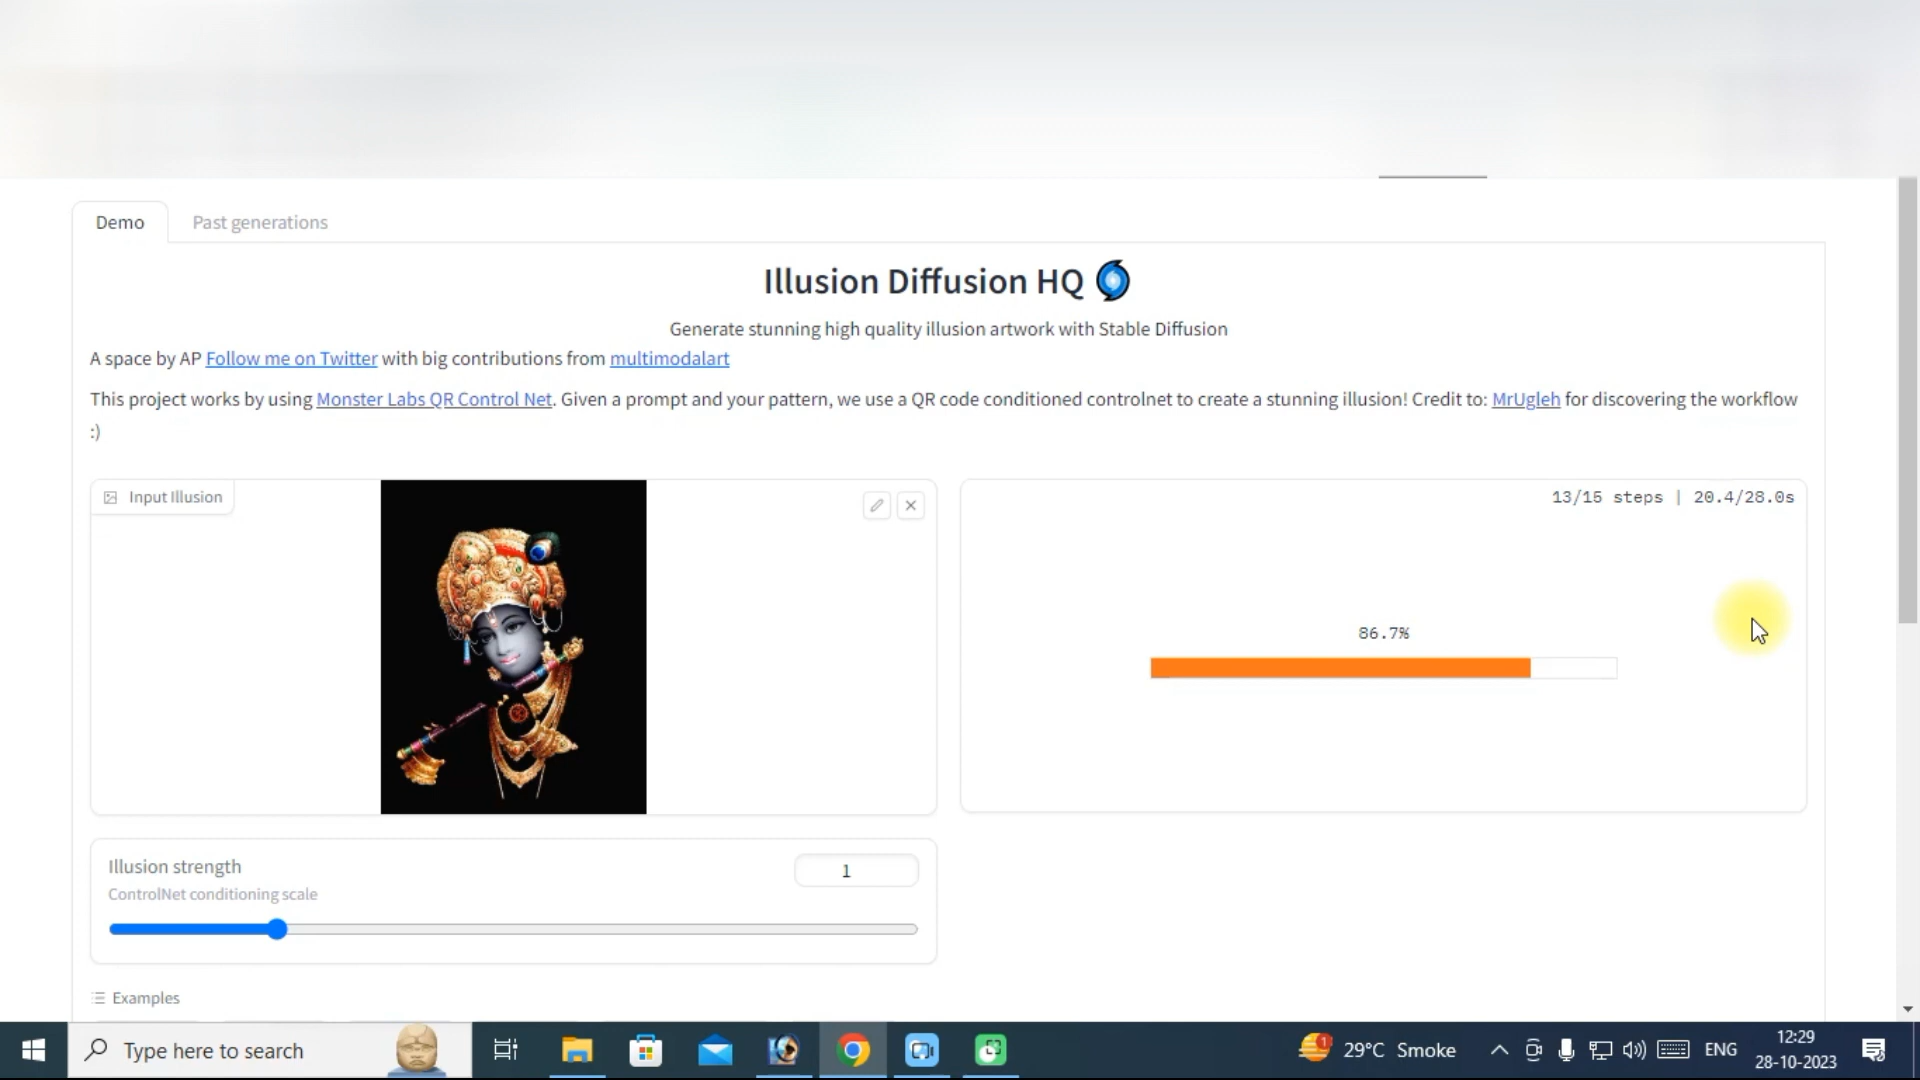 Demo
Past generations
Illusion Diffusion HQ
Generate stunning high quality illusion artwork with Stable Diffusion
A space by AP Follow me on Twitter with big contributions from multimodalart
This project works by using Monster Labs QR Control Net. Given a prompt and your pattern, we use a QR code conditioned controlnet to create a stunning illusion! Credit to: MrUgleh for discovering the workflow
:)
Input Illusion
13/15 steps | 20.4/28.0s
86.7%
Illusion strength
1
ControlNet conditioning scale
Examples
Type here to search
1
29°C Smoke
ENG
12:29
28-10-2023